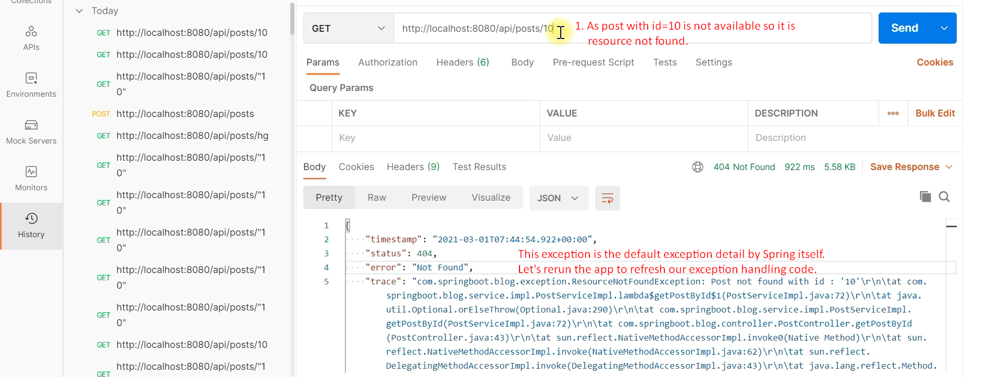 Collections
APIs
Environments
Mock Servers
Monitors
History
Today
GET http://localhost:8080/api/posts/10
GET http://localhost:8080/api/posts/10
GET http://localhost:8080/api/posts/"1
0"
POST http://localhost:8080/api/posts
GET http://localhost:8080/api/posts/hg
GET http://localhost:8080/api/posts/"1
0"
GET http://localhost:8080/api/posts/"1
0"
GET http://localhost:8080/api/posts/"1
0"
GET http://localhost:8080/api/posts/"1
0"
GET http://localhost:8080/api/posts/"1
0"
GET http://localhost:8080/api/posts/10
GET http://localhost:8080/api/posts/"1
GET http://localhost:8080/api/posts/10
1. As post with id=10 is not available so it is
resource not found.
Send
Params Authorization Headers (6) Body Pre-request Script Tests Settings Cookies
Query Params
KEY VALUE DESCRIPTION ooo Bulk Edit
Key Value Description
Body Cookies Headers (9) Test Results 404 Not Found 922 ms 5.58 KB Save Response
Pretty Raw Preview Visualize JSON
1 {
2 "timestamp": "2021-03-01T07:44:54.922+00:00",
3 "status": 404,
This exception is the default exception detail by Spring itself.
4 "error": "Not Found",
Let's rerun the app to refresh our exception handling code.
5 "trace": "com.springboot.blog.exception.ResourceNotFoundException: Post not found with id : '10'\r\n\tat com.
springboot.blog.service.impl.PostServiceImpl.lambda$getPostById$1(PostServiceImpl.java:72)\r\n\tat java.
util.Optional.orElseThrow(Optional.java:290)\r\n\tat com.springboot.blog.service.impl.PostServiceImpl.
getPostById(PostServiceImpl.java:72)\r\n\tat com.springboot.blog.controller.PostController.getPostById
(PostController.java:43)\r\n\tat sun.reflect.NativeMethodAccessorImpl.invoke0(Native Method)\r\n\tat sun.
reflect.NativeMethodAccessorImpl.invoke(NativeMethodAccessorImpl.java:62)\r\n\tat sun.reflect.
DelegatingMethodAccessorImpl.invoke(DelegatingMethodAccessorImpl.java:43)\r\n\tat java.lang.reflect.Method.